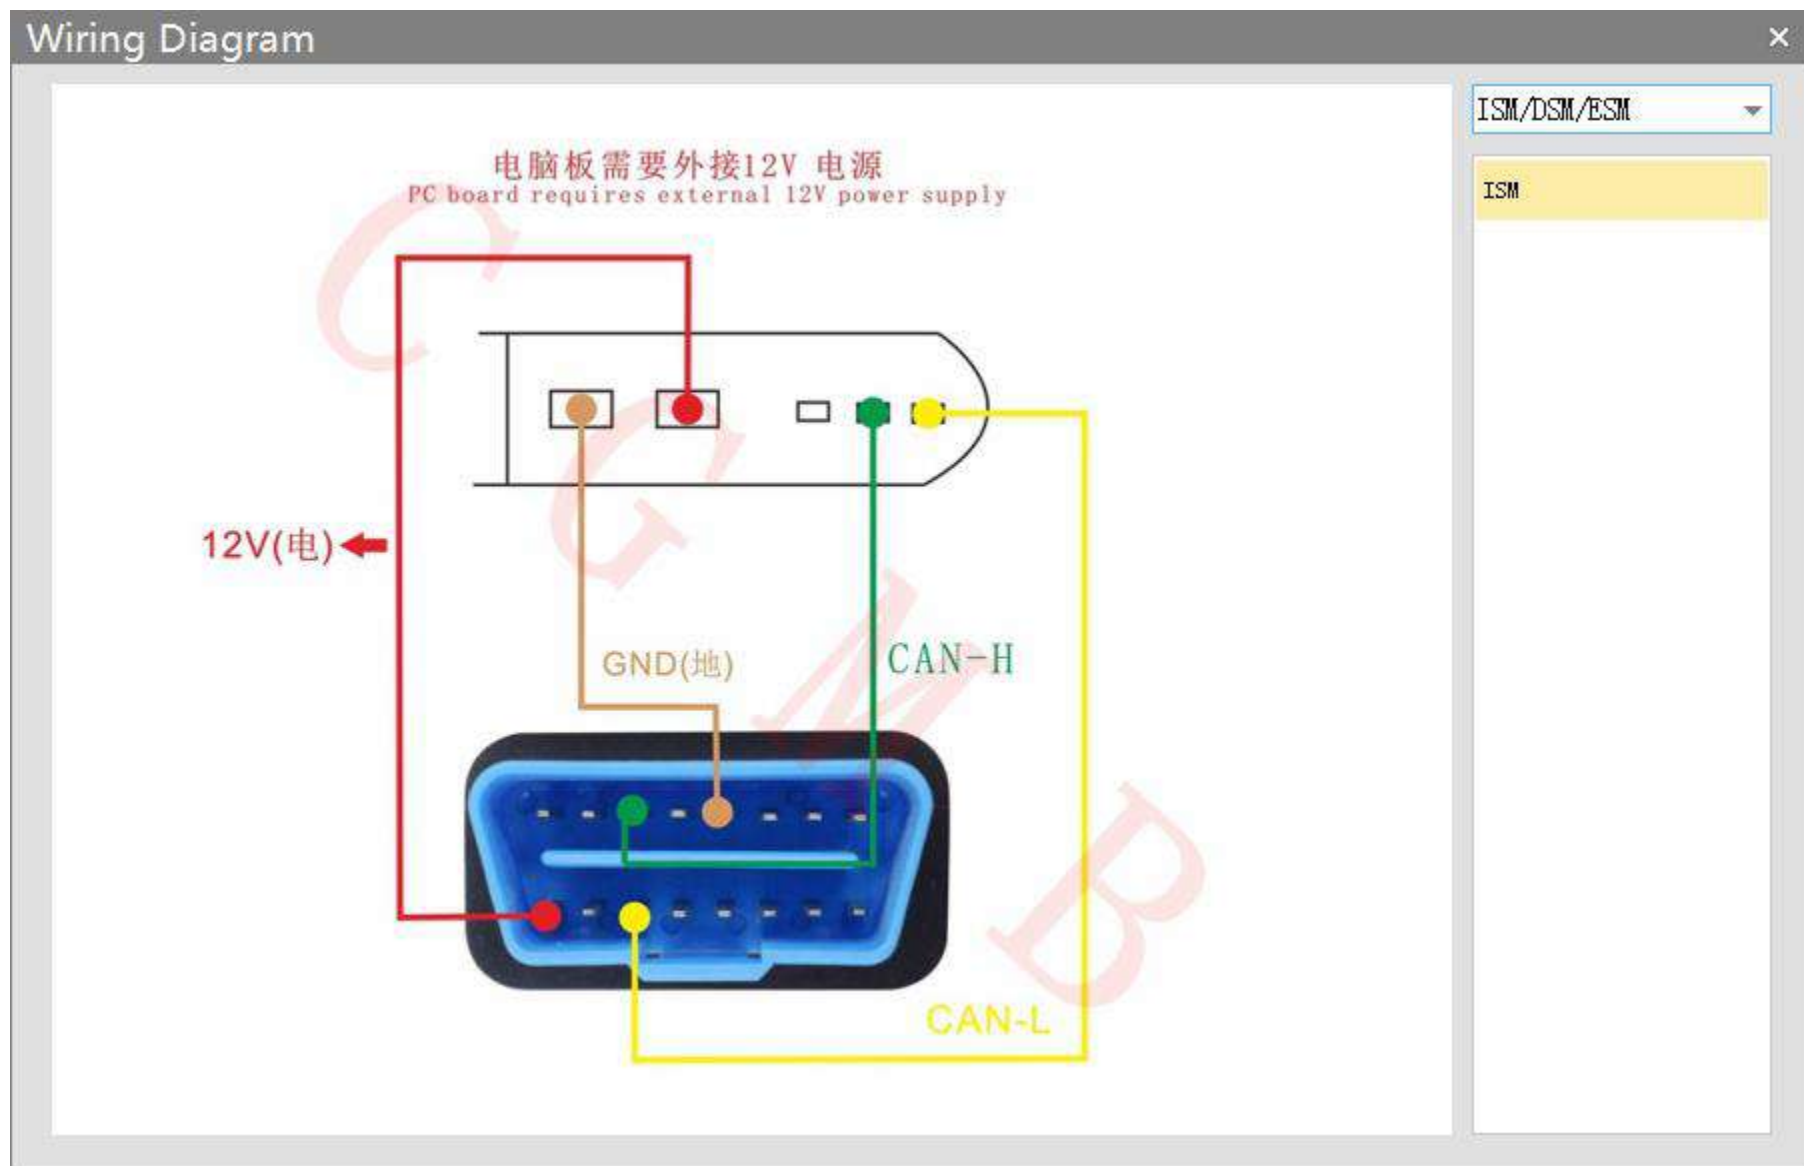 Wiring Diagram
×
ISM/DSM/ESM
ISM
电脑板需要外接12V 电源
PC board requires external 12V power supply
12V(电)
GND(地)
CAN-H
CAN-L
C G M B